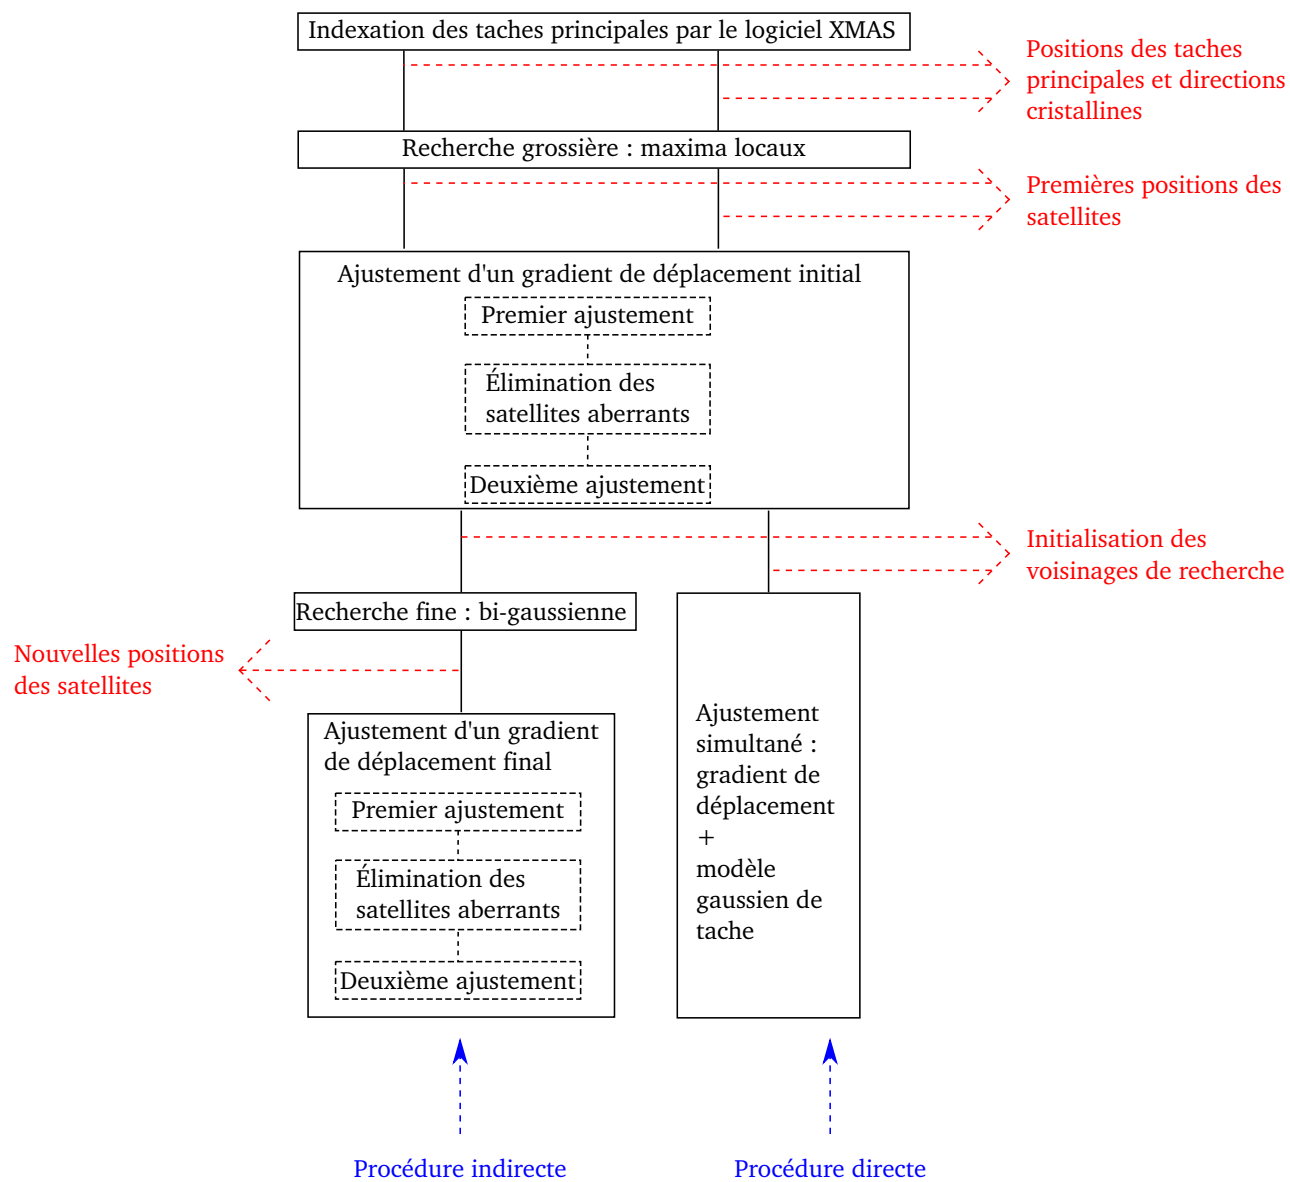 Indexation des taches principales par le logiciel XMAS
Positions des taches
principales et directions
cristallines
Recherche grossière : maxima locaux
Premières positions des
satellites
Ajustement d'un gradient de déplacement initial
Premier ajustement
Élimination des
satellites aberrants
Deuxième ajustement
Initialisation des
voisinages de recherche
Recherche fine : bi-gaussienne
Nouvelles positions
des satellites
Ajustement d'un gradient
de déplacement final
Premier ajustement
Élimination des
satellites aberrants
Deuxième ajustement
Ajustement
simultané :
gradient de
déplacement
+
modèle
gaussien de
tache
Procédure indirecte
Procédure directe